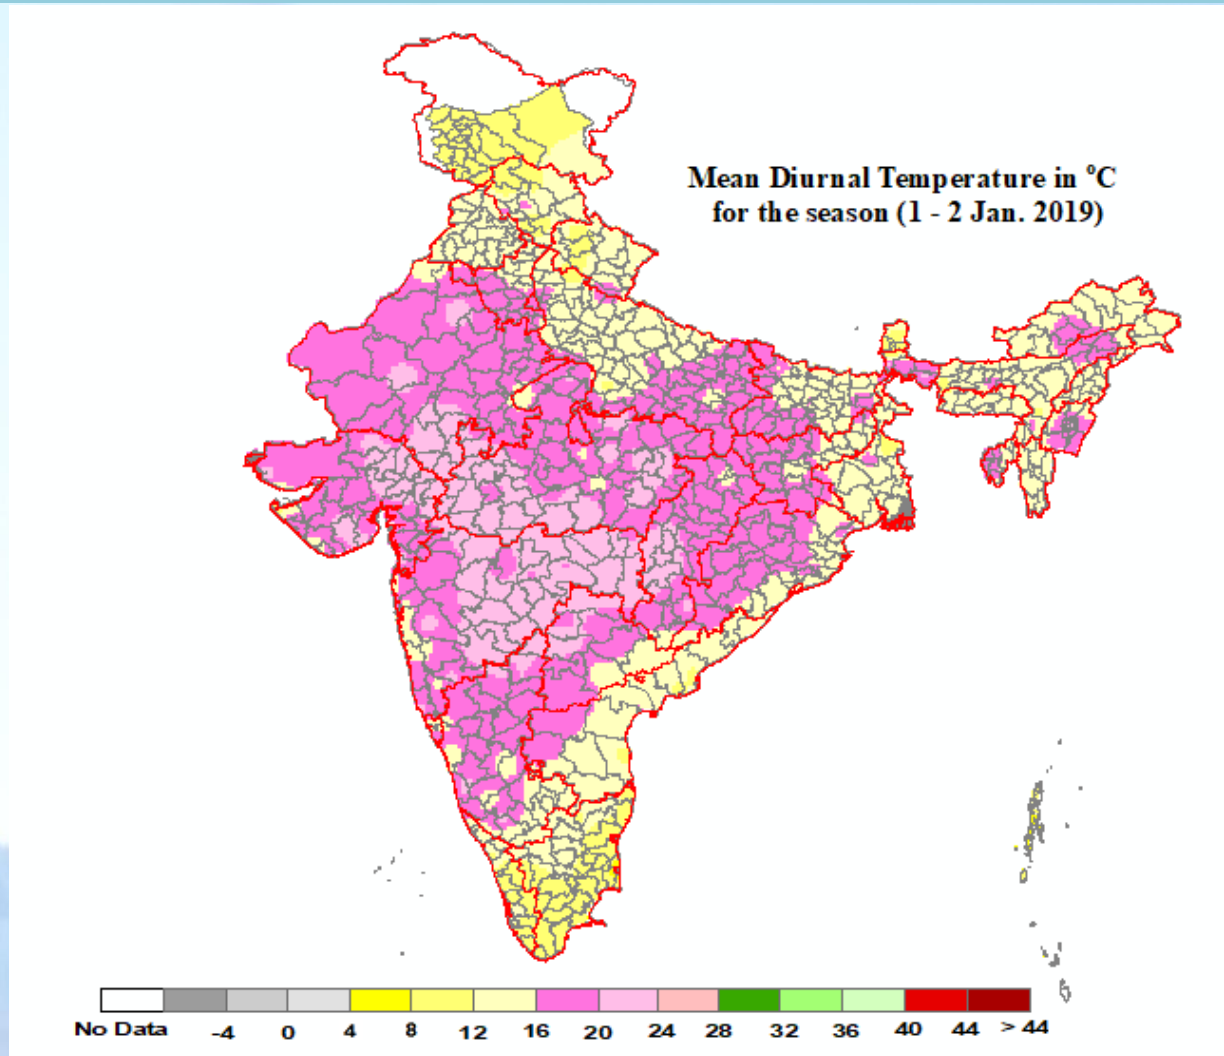 Mean Diurnal Temperature in °C
for the season (1 - 2 Jan. 2019)
No Data -4 0 4 8 12 16 20 24 28 32 36 40 44 > 44